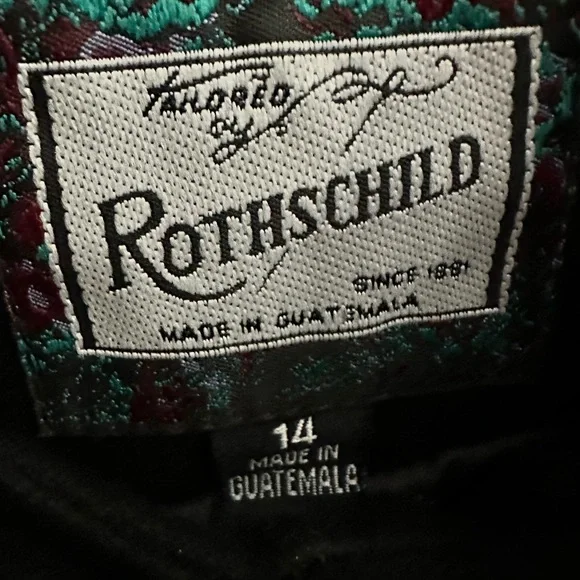 TAILORED
By
ROTHSCHILD
SINCE 1881
MADE IN GUATEMALA
14
MADE IN
GUATEMALA